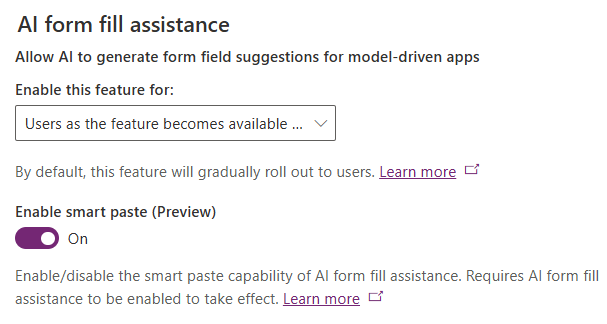 AI form fill assistance
Allow AI to generate form field suggestions for model-driven apps
Enable this feature for:
Users as the feature becomes available ...
By default, this feature will gradually roll out to users. Learn more
Enable smart paste (Preview)
On
Enable/disable the smart paste capability of AI form fill assistance. Requires AI form fill
assistance to be enabled to take effect. Learn more